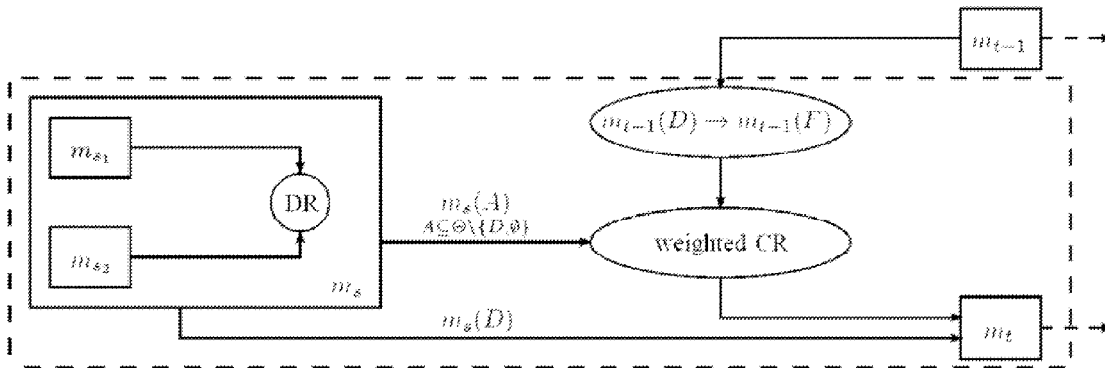 m_{t-1}
m_{t-1}(D) → m_{t-1}(F)
m_{s_1}
DR
m_{s_2}
m_s
m_s(A)
A⊆Θ\{D,∅}
weighted CR
m_s(D)
m_t